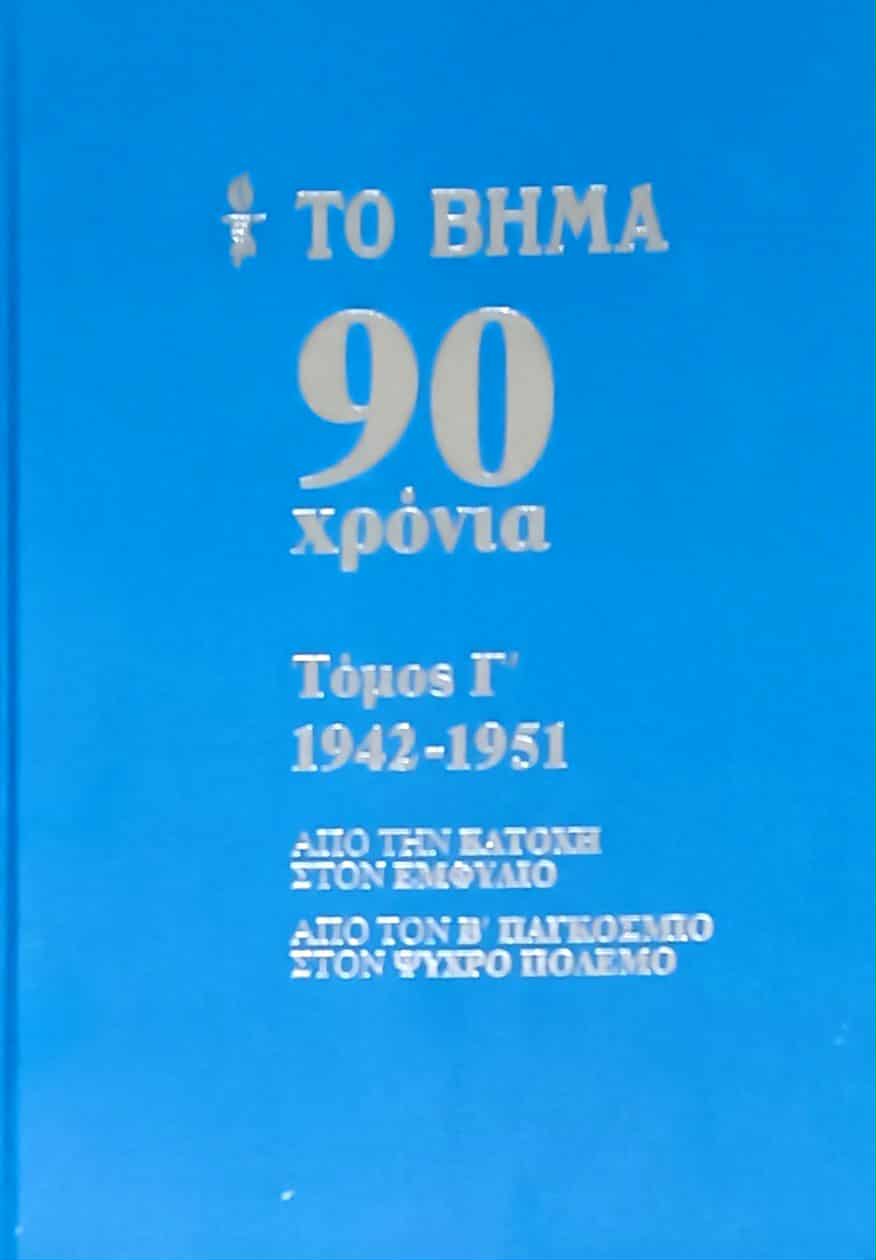 ΤΟ ΒΗΜΑ
90
χρόνια
Τόμος Γ'
1942-1951
ΑΠΟ ΤΗΝ ΚΑΤΟΧΗ
ΣΤΟΝ ΕΜΦΥΛΙΟ
ΑΠΟ ΤΟΝ Β' ΠΑΓΚΟΣΜΙΟ
ΣΤΟΝ ΨΥΧΡΟ ΠΟΛΕΜΟ